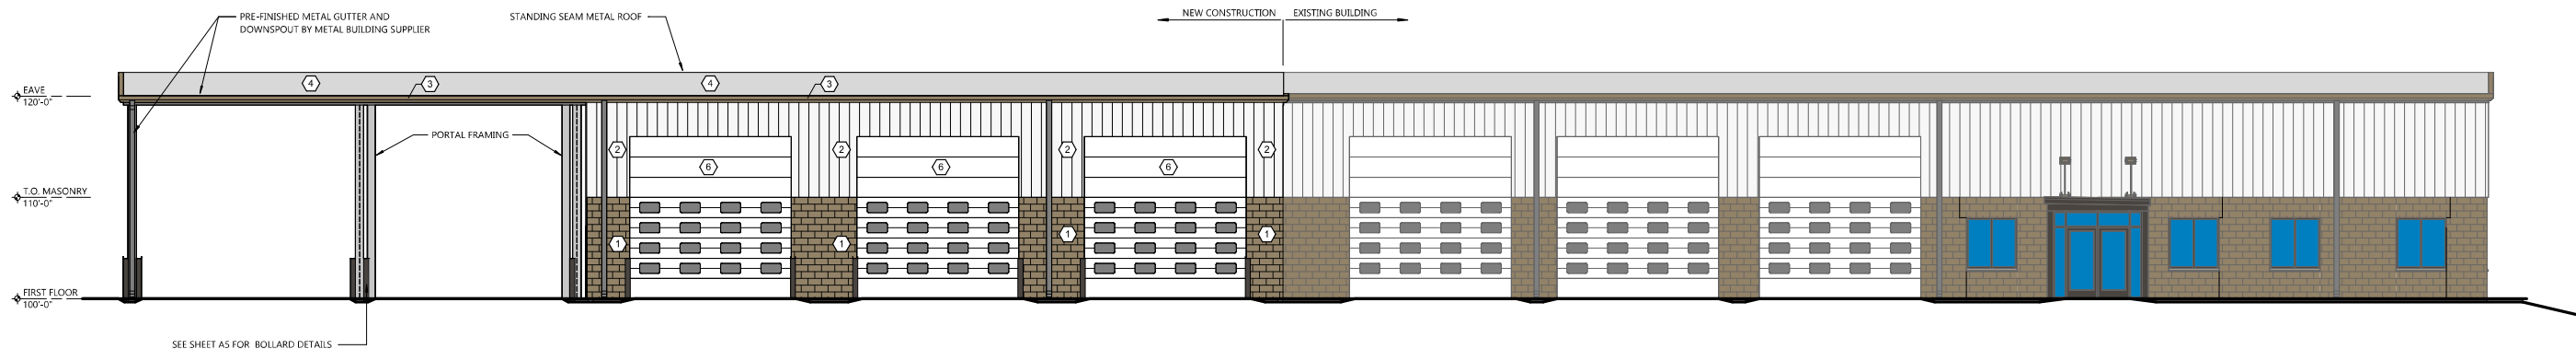 PRE-FINISHED METAL GUTTER AND
DOWNSPOUT BY METAL BUILDING SUPPLIER
STANDING SEAM METAL ROOF
NEW CONSTRUCTION
EXISTING BUILDING
4
3
4
3
EAVE
120'-0"
PORTAL FRAMING
2
2
2
2
6
6
6
T.O. MASONRY
110'-0"
1
1
1
1
FIRST FLOOR
100'-0"
SEE SHEET A5 FOR BOLLARD DETAILS